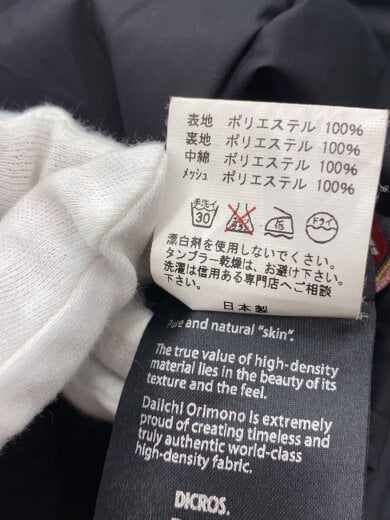 表地 ポリエステル 100%
裏地 ポリエステル 100%
中綿 ポリエステル 100%
メッシュ ポリエステル 100%
手洗イ
30
ドライ
漂白剤を使用しないでください。
タンブラー乾燥は、お避け下さい。
洗濯は信用ある専門店へご相談
下さい。
日本製
Pure and natural "skin".
The true value of high-density
material lies in the beauty of its
texture and the feel.
Daiichi Orimono is extremely
proud of creating timeless and
truly authentic world-class
high-density fabric.
DICROS.